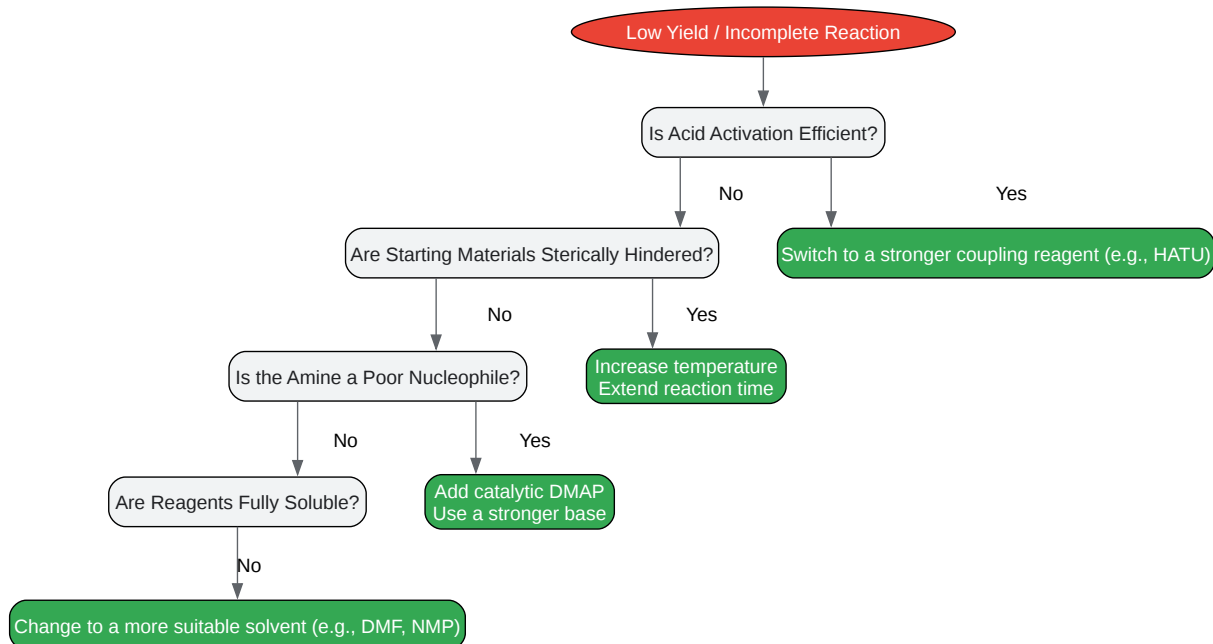 Low Yield / Incomplete Reaction
Is Acid Activation Efficient?
No
Yes
Are Starting Materials Sterically Hindered?
Switch to a stronger coupling reagent (e.g., HATU)
No
Yes
Is the Amine a Poor Nucleophile?
Increase temperature
Extend reaction time
No
Yes
Are Reagents Fully Soluble?
Add catalytic DMAP
Use a stronger base
No
Change to a more suitable solvent (e.g., DMF, NMP)